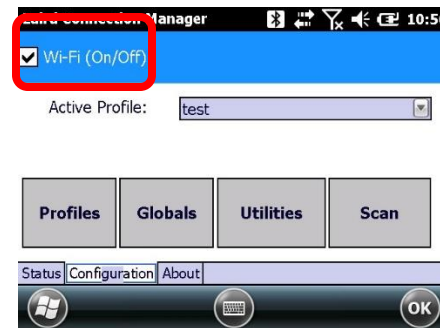 Laird Connection Manager 10:5
Wi-Fi (On/Off)
Active Profile: test
Profiles Globals Utilities Scan
Status Configuration About
OK